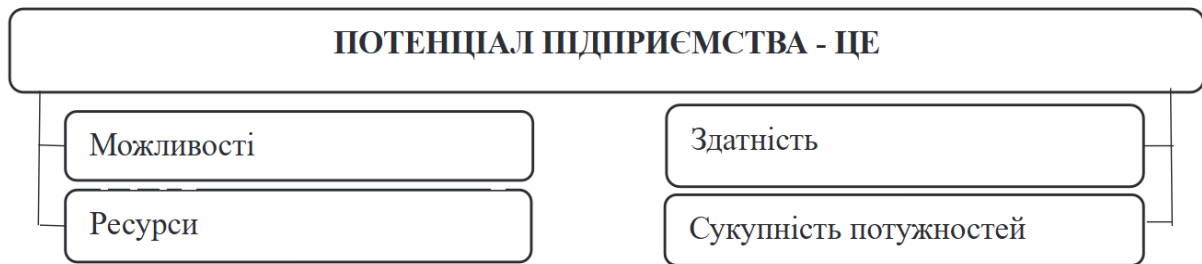 ПОТЕНЦІАЛ ПІДПРИЄМСТВА - ЦЕ
Можливості
Ресурси
Здатність
Сукупність потужностей